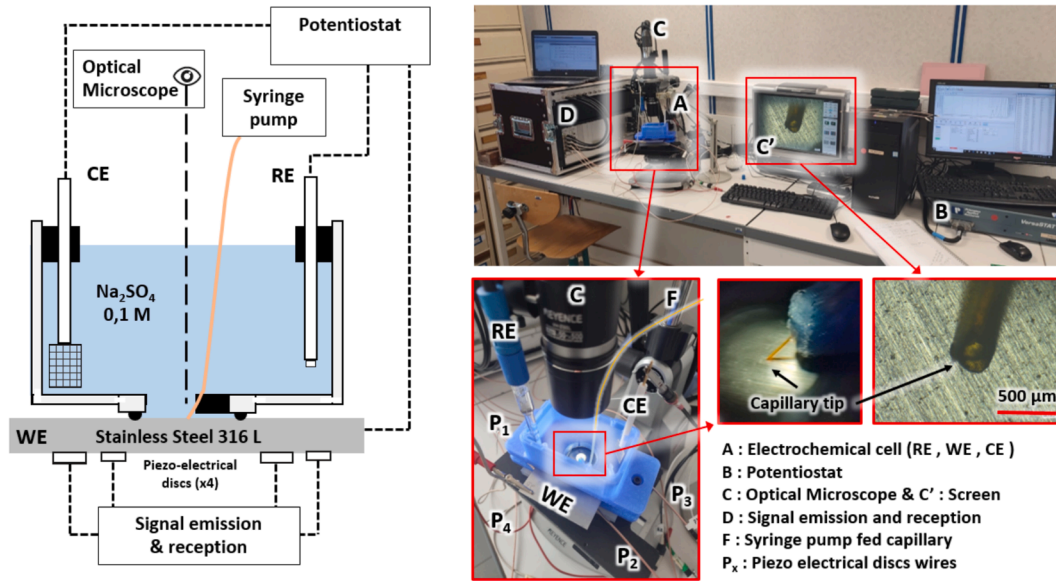 Potentiostat
Optical
Microscope
Syringe
pump
CE
RE
Na₂SO₄
0,1 M
WE
Stainless Steel 316 L
Piezo-electrical
discs (x4)
Signal emission
& reception
C
A
D
C'
B
VersaSTAT
C
F
RE
KEYENCE
CE
P₁
WE
P₃
P₄
P₂
Capillary tip
500 µm
A : Electrochemical cell (RE , WE , CE )
B : Potentiostat
C : Optical Microscope & C' : Screen
D : Signal emission and reception
F : Syringe pump fed capillary
Pₓ : Piezo electrical discs wires